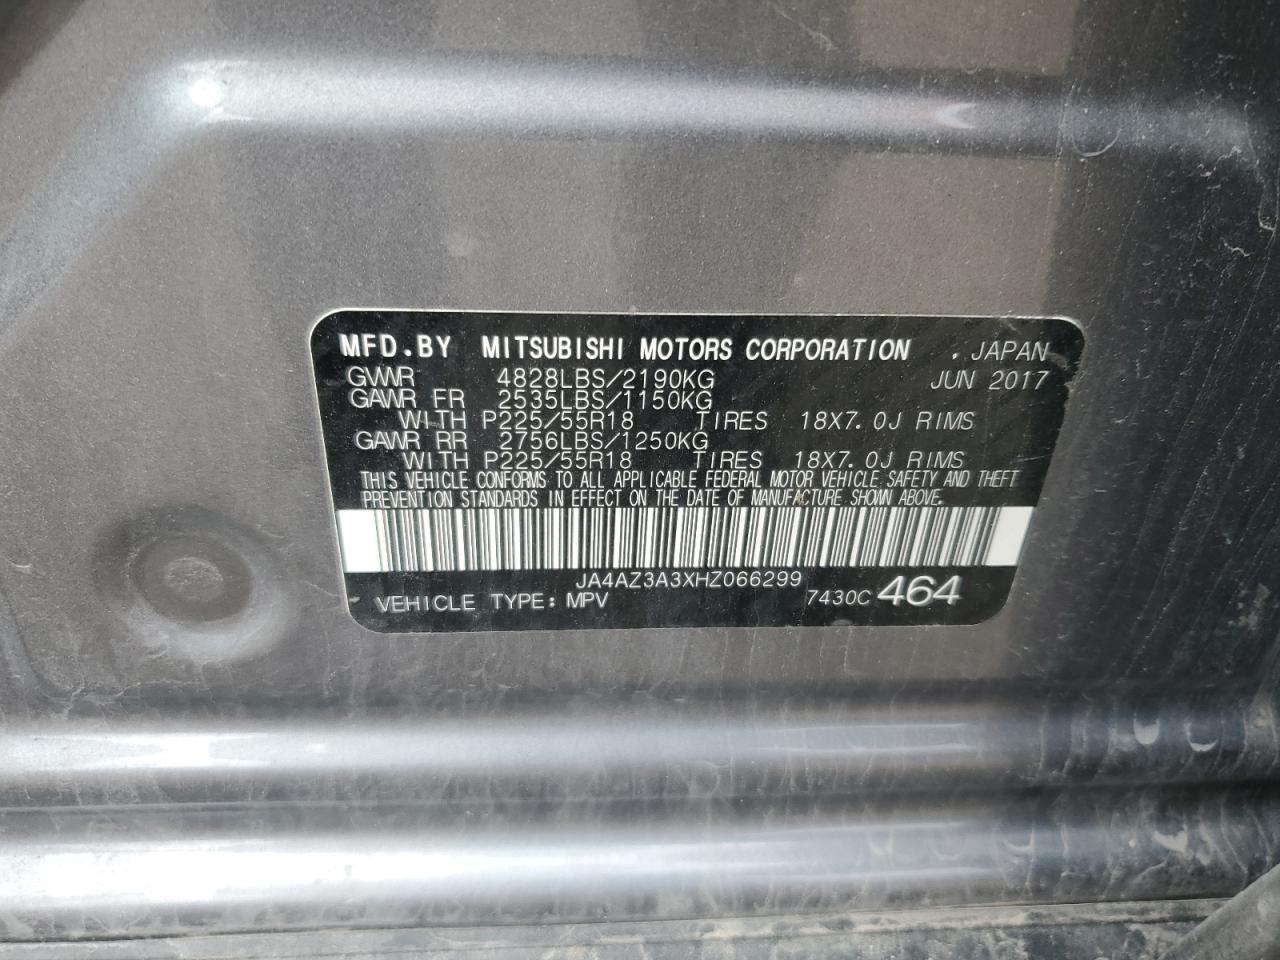 MFD.BY MITSUBISHI MOTORS CORPORATION . JAPAN
GVWR 4828LBS/2190KG JUN 2017
GAWR FR 2535LBS/1150KG
WITH P225/55R18 TIRES 18X7.0J RIMS
GAWR RR 2756LBS/1250KG
WITH P225/55R18 TIRES 18X7.0J RIMS
THIS VEHICLE CONFORMS TO ALL APPLICABLE FEDERAL MOTOR VEHICLE SAFETY AND THEFT
PREVENTION STANDARDS IN EFFECT ON THE DATE OF MANUFACTURE SHOWN ABOVE.
JA4AZ3A3XHZ066299
VEHICLE TYPE: MPV 7430C 464